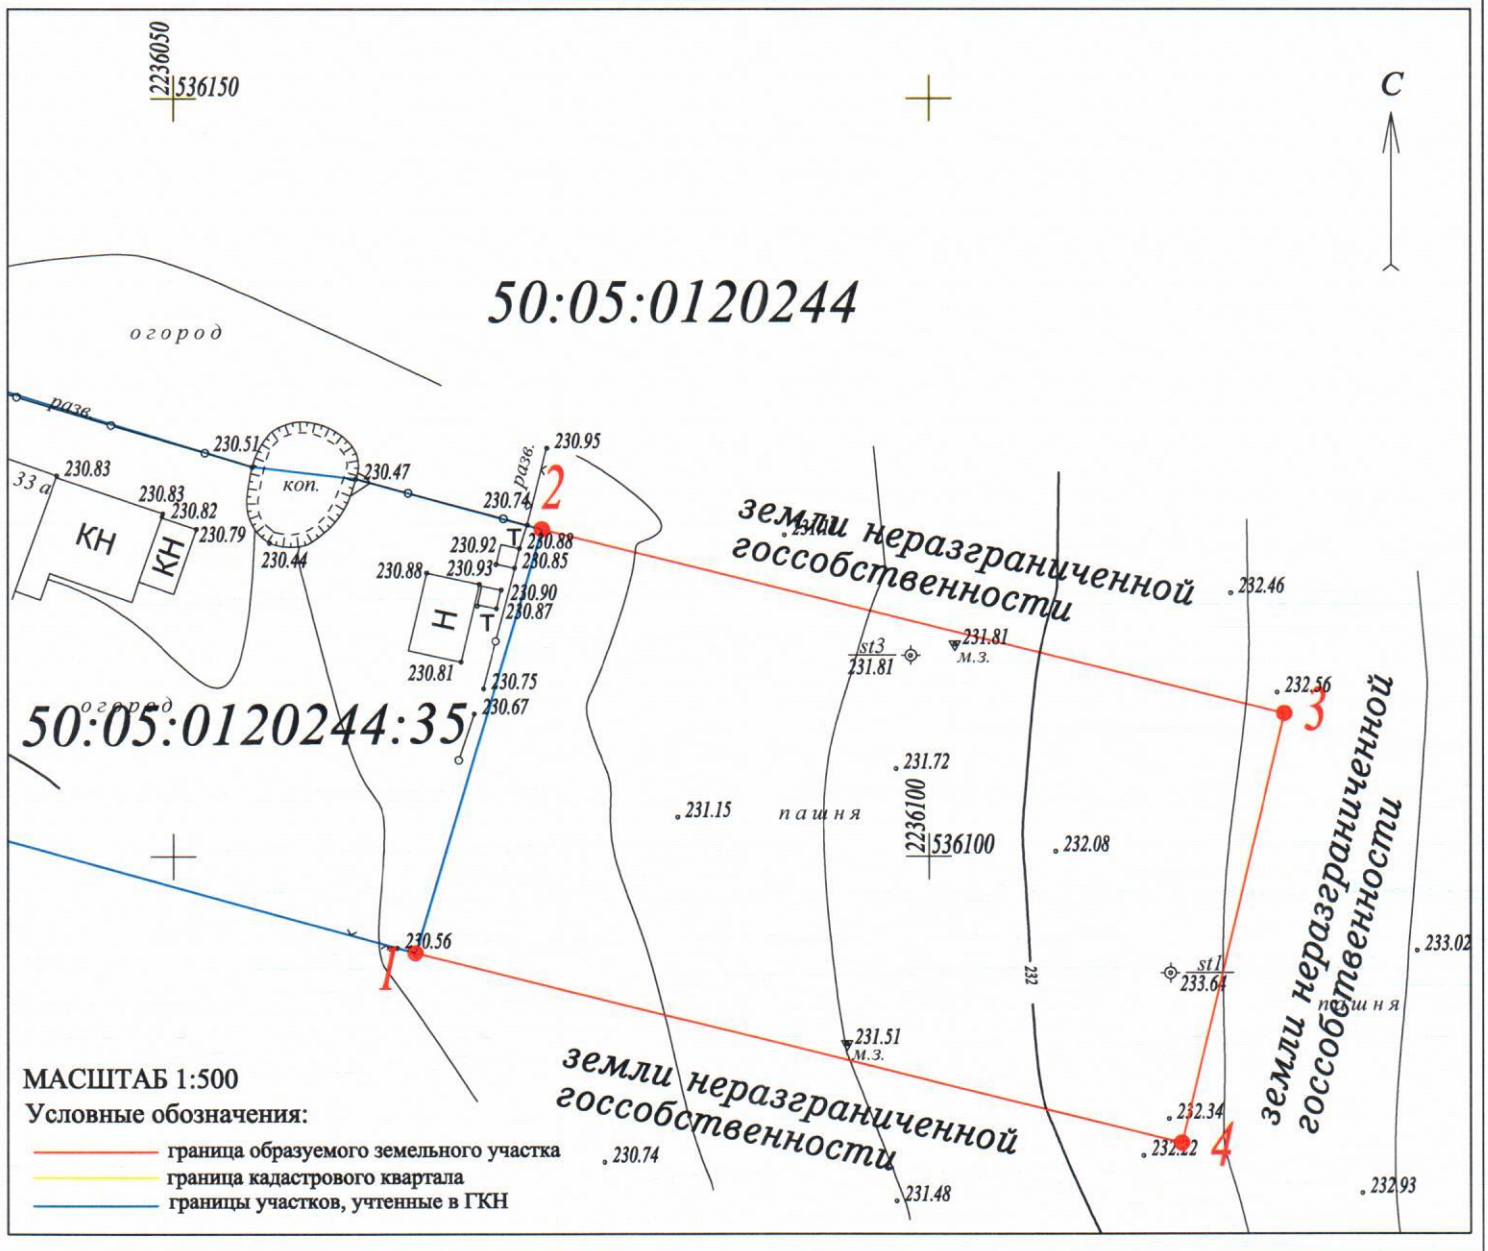 2236050
536150
С
50:05:0120244
огород
разв.
230.51
230.95
33а
230.83
230.47
коп.
разв.
2
230.83
230.82
230.79
230.74
КН
КН
230.44
Т
230.92
230.88
230.85
230.88
230.93
230.90
230.87
Н
Т
230.81
230.75
230.67
земли неразграниченной
госсобственности
232.46
st3
231.81
231.81
м.з.
232.56
3
огород
50:05:0120244:35
231.72
231.15
пашня
2236100
536100
232.08
земли неразграниченной
госсобственности
230.56
1
233.02
232
st1
233.64
пашня
231.51
м.з.
земли неразграниченной
госсобственности
232.34
232.22
4
230.74
231.48
232.93
МАСШТАБ 1:500
Условные обозначения:
граница образуемого земельного участка
граница кадастрового квартала
границы участков, учтенные в ГКН